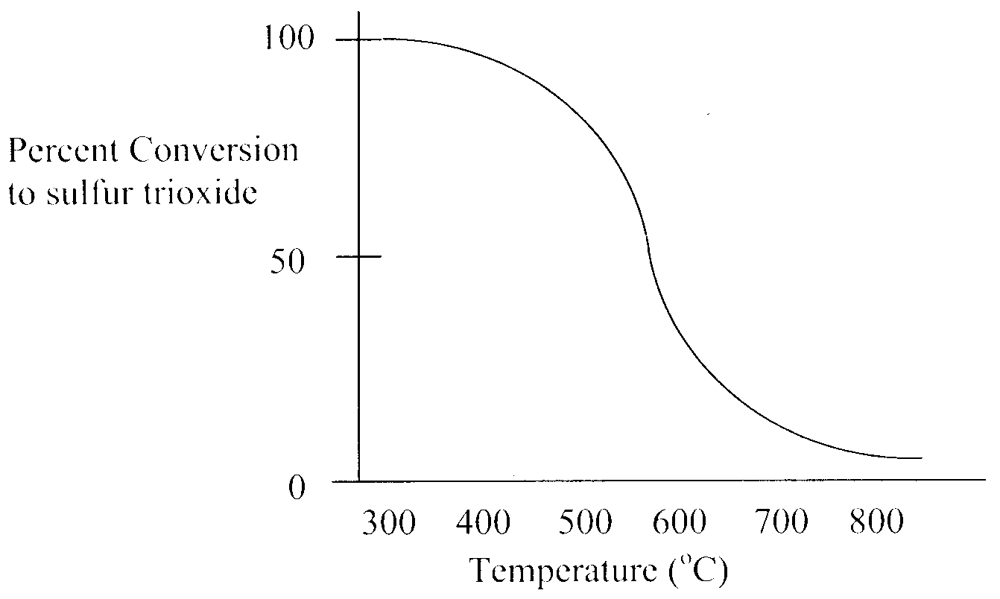 100
Percent Conversion
to sulfur trioxide
50
0
300 400 500 600 700 800
Temperature (°C)